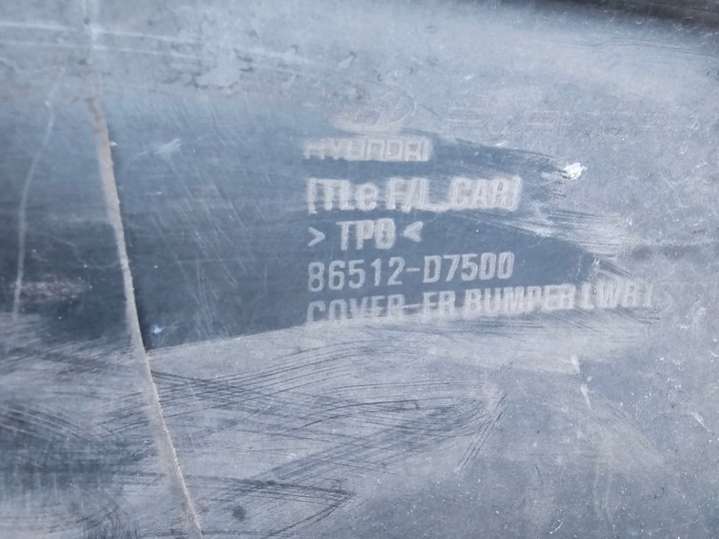 HYUNDAI
[TLe F/L_CAR]
> TPO <
86512-D7500
COVER-FR BUMPER LWR